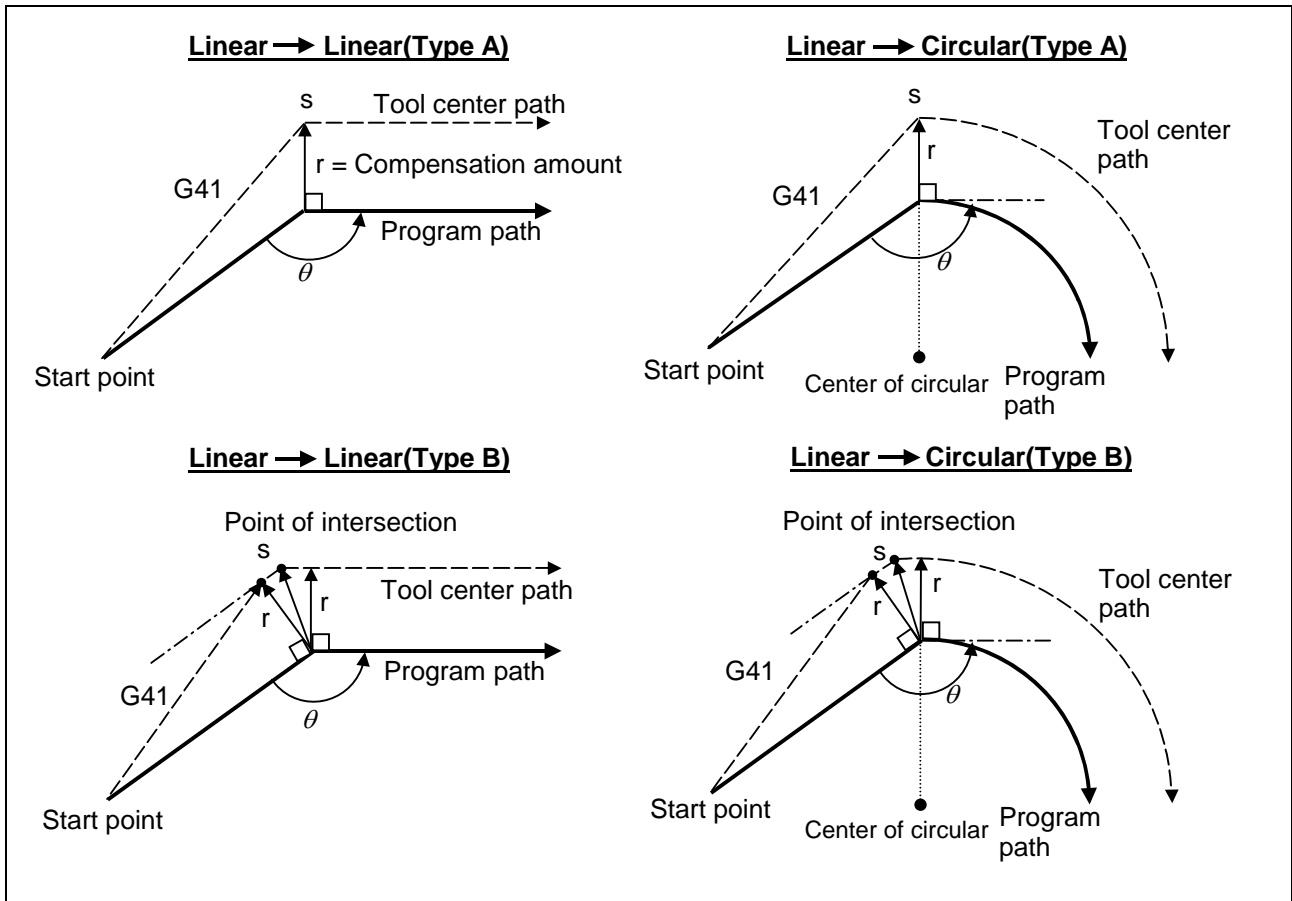 Linear → Linear(Type A)
s
Tool center path
r = Compensation amount
G41
Program path
θ
Start point
Linear → Circular(Type A)
s
Tool center
path
r
G41
θ
Start point
Center of circular
Program
path
Linear → Linear(Type B)
Point of intersection
s
Tool center path
r
r
G41
Program path
θ
Start point
Linear → Circular(Type B)
Point of intersection
s
Tool center
path
r
r
G41
θ
Start point
Center of circular
Program
path